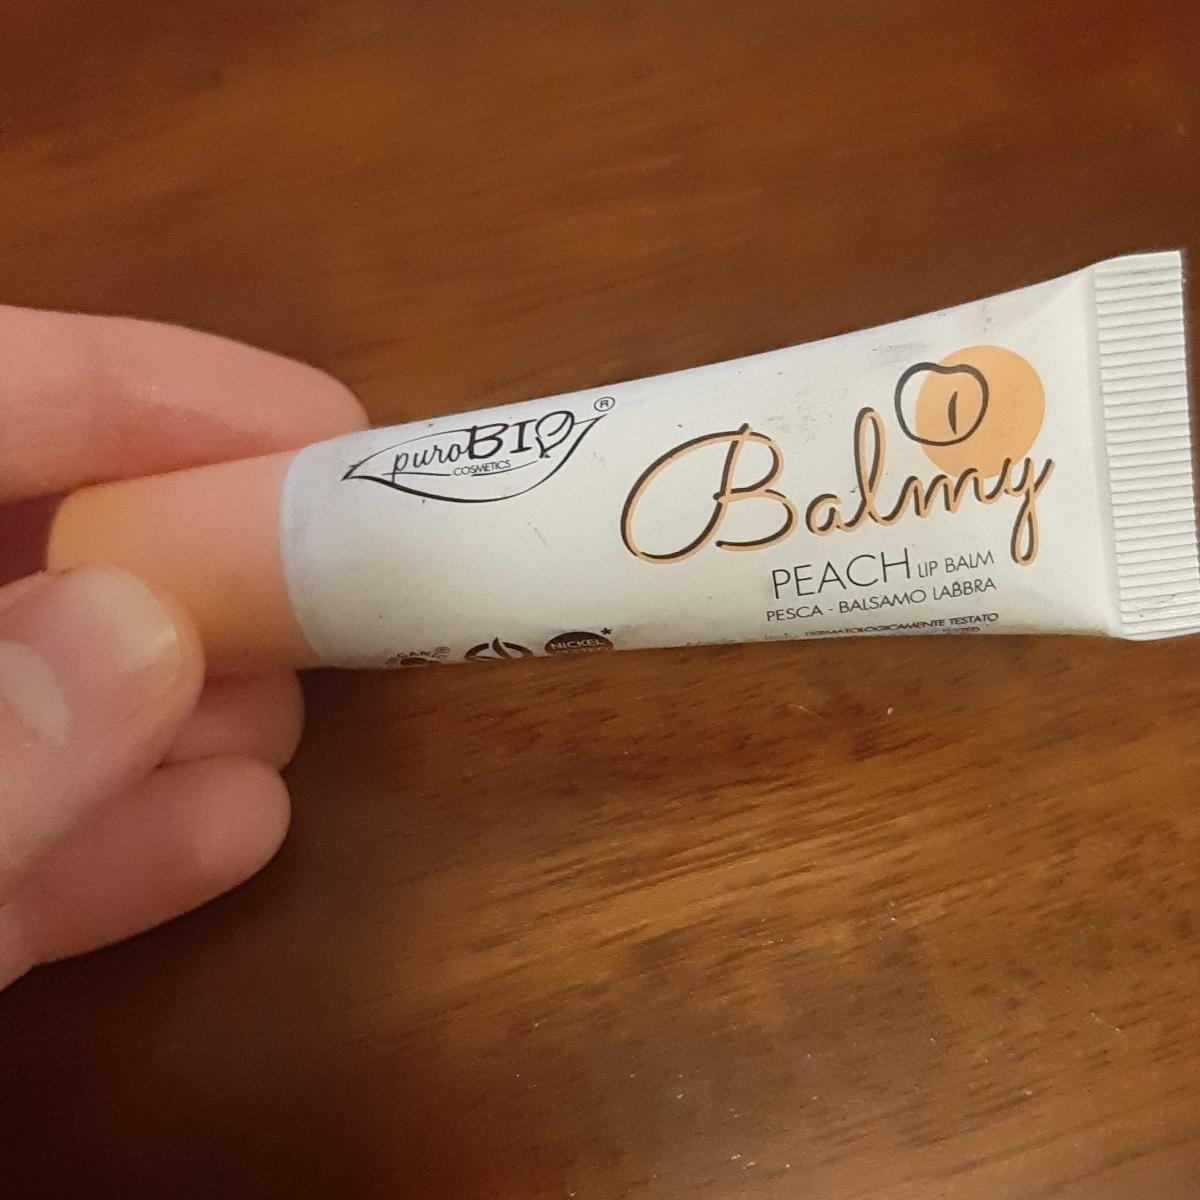 puroBIO®
COSMETICS
Balmy
PEACH LIP BALM
PESCA - BALSAMO LABBRA
DERMATOLOGICAMENTE TESTATO
NICKEL
*